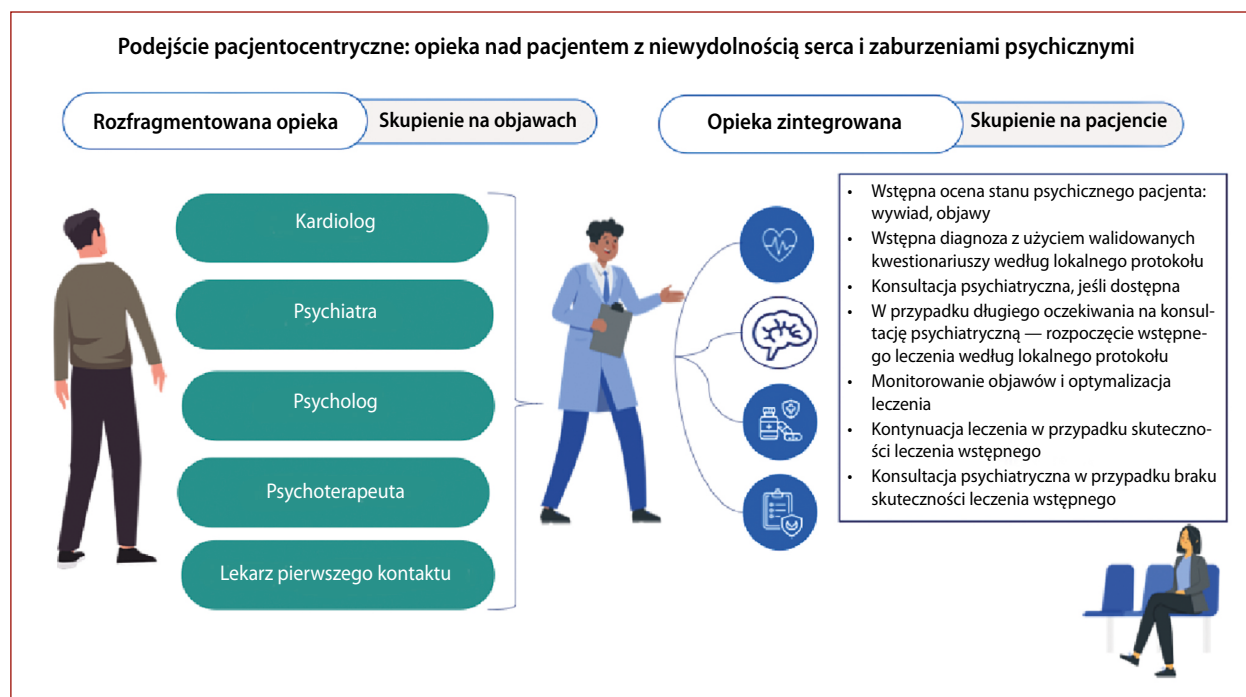 Podejście pacjentocentryczne: opieka nad pacjentem z niewydolnością serca i zaburzeniami psychicznymi
Rozfragmentowana opieka
Skupienie na objawach
Opieka zintegrowana
Skupienie na pacjencie
Kardiolog
Psychiatra
Psycholog
Psychoterapeuta
Lekarz pierwszego kontaktu
• Wstępna ocena stanu psychicznego pacjenta:
wywiad, objawy
• Wstępna diagnoza z użyciem walidowanych
kwestionariuszy według lokalnego protokołu
• Konsultacja psychiatryczna, jeśli dostępna
• W przypadku długiego oczekiwania na konsul-
tację psychiatryczną — rozpoczęcie wstępne-
go leczenia według lokalnego protokołu
• Monitorowanie objawów i optymalizacja
leczenia
• Kontynuacja leczenia w przypadku skuteczno-
ści leczenia wstępnego
• Konsultacja psychiatryczna w przypadku braku
skuteczności leczenia wstępnego